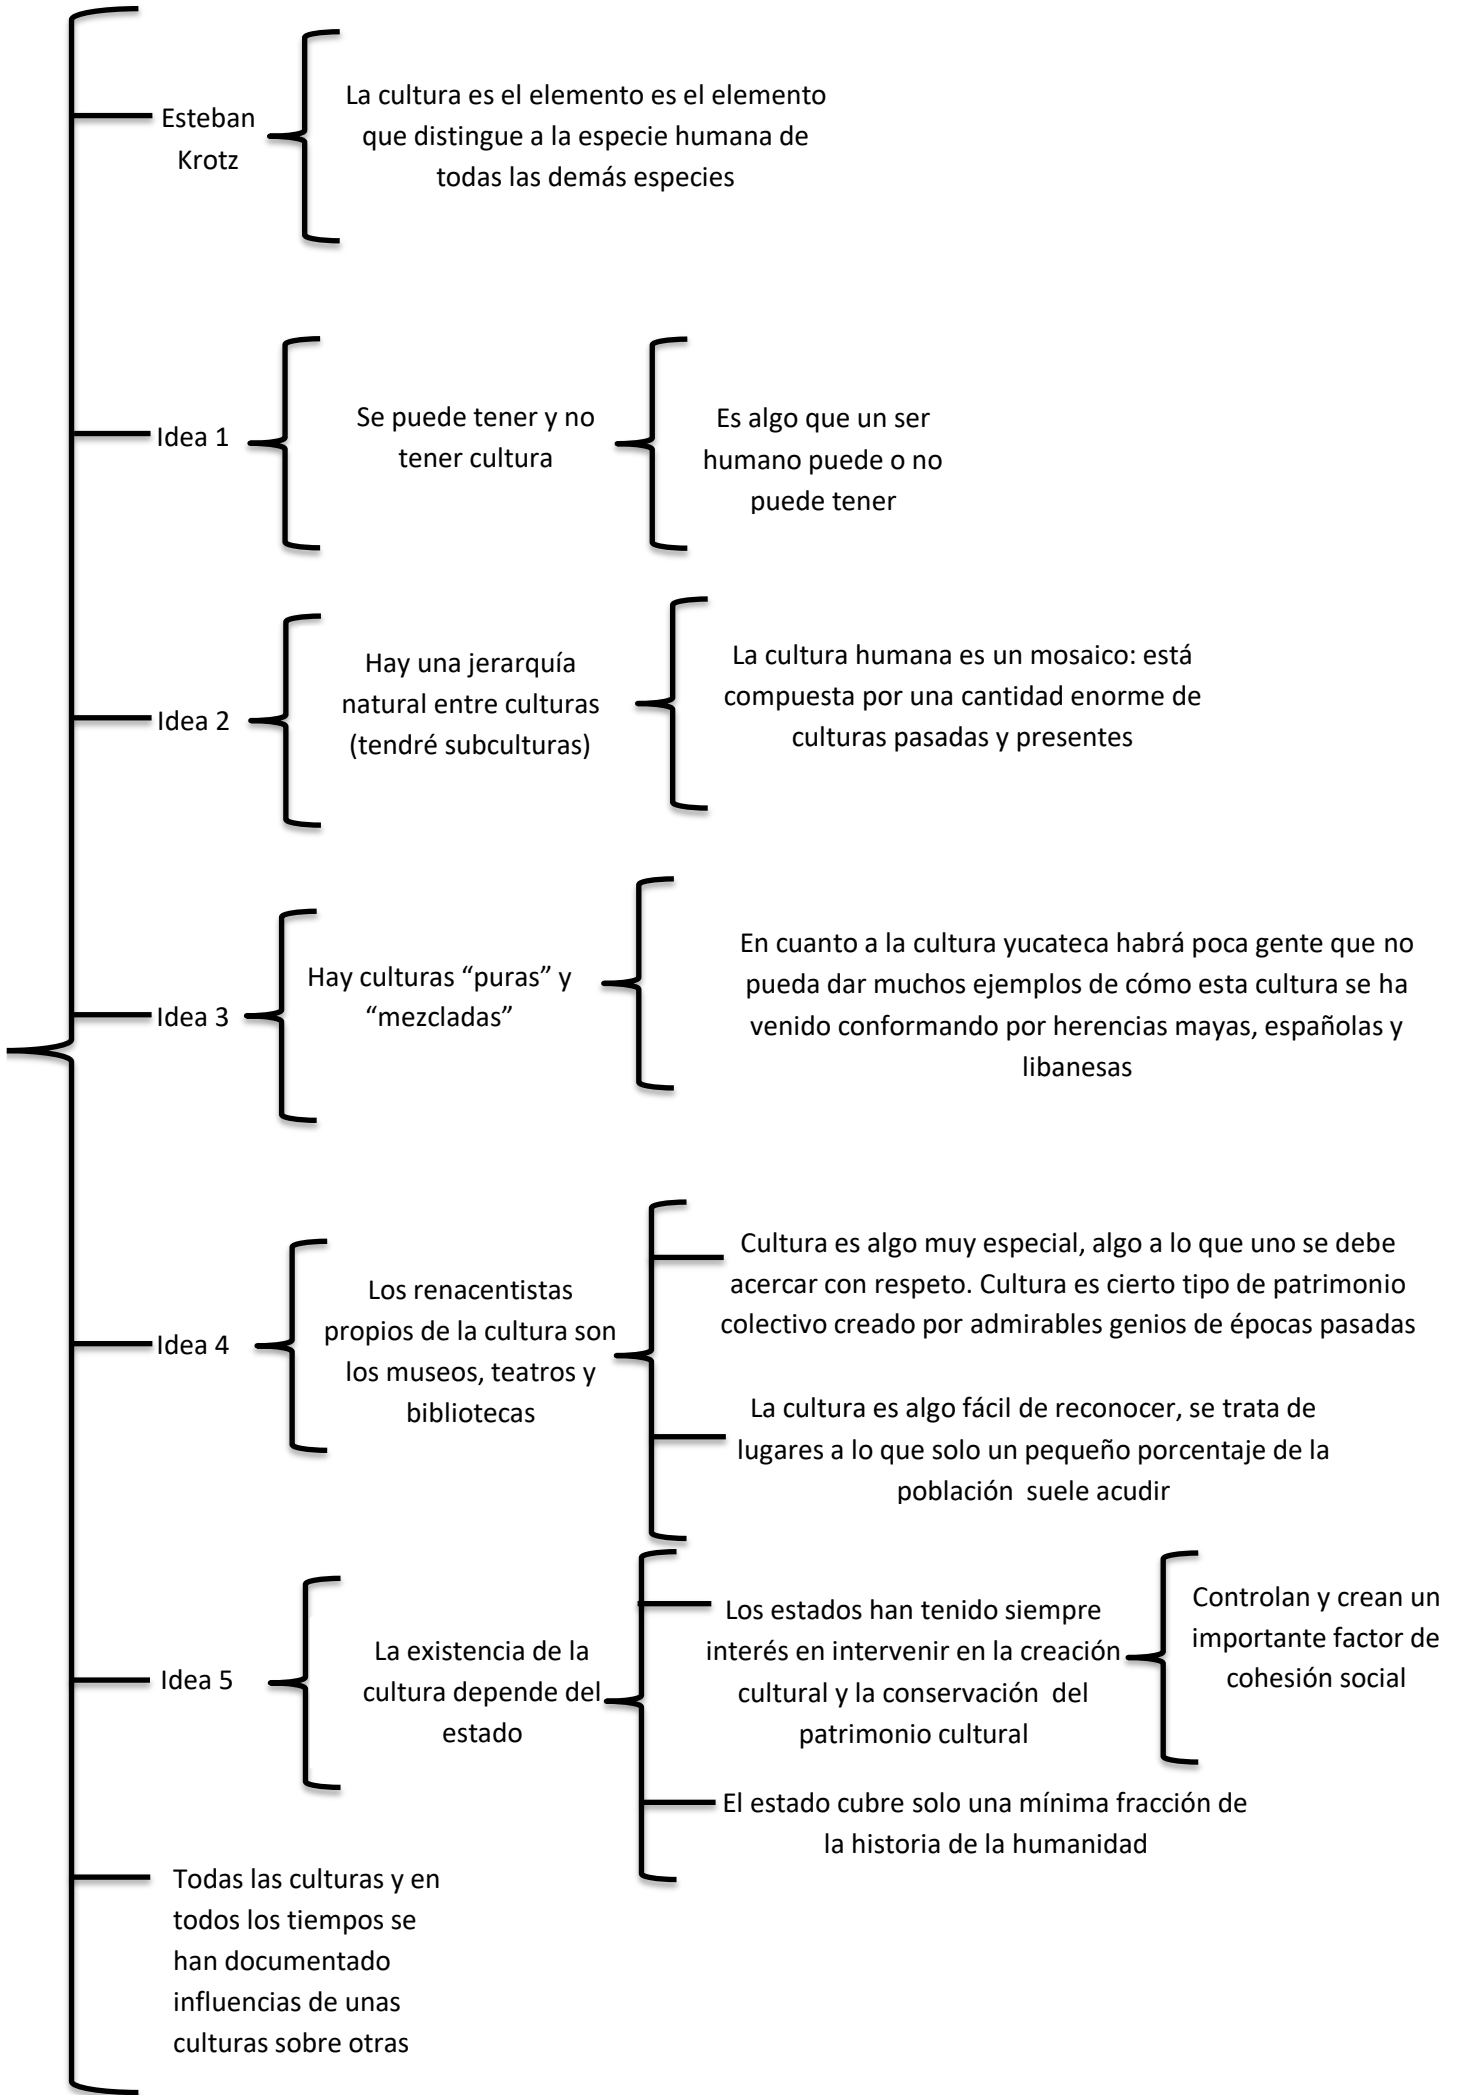 Esteban
Krotz
La cultura es el elemento es el elemento
que distingue a la especie humana de
todas las demás especies
Idea 1
Se puede tener y no
tener cultura
Es algo que un ser
humano puede o no
puede tener
Idea 2
Hay una jerarquía
natural entre culturas
(tendré subculturas)
La cultura humana es un mosaico: está
compuesta por una cantidad enorme de
culturas pasadas y presentes
Idea 3
Hay culturas “puras” y
“mezcladas”
En cuanto a la cultura yucateca habrá poca gente que no
pueda dar muchos ejemplos de cómo esta cultura se ha
venido conformando por herencias mayas, españolas y
libanesas
Idea 4
Los renacentistas
propios de la cultura son
los museos, teatros y
bibliotecas
Cultura es algo muy especial, algo a lo que uno se debe
acercar con respeto. Cultura es cierto tipo de patrimonio
colectivo creado por admirables genios de épocas pasadas
La cultura es algo fácil de reconocer, se trata de
lugares a lo que solo un pequeño porcentaje de la
población suele acudir
Idea 5
La existencia de la
cultura depende del
estado
Los estados han tenido siempre
interés en intervenir en la creación
cultural y la conservación del
patrimonio cultural
Controlan y crean un
importante factor de
cohesión social
El estado cubre solo una mínima fracción de
la historia de la humanidad
Todas las culturas y en
todos los tiempos se
han documentado
influencias de unas
culturas sobre otras